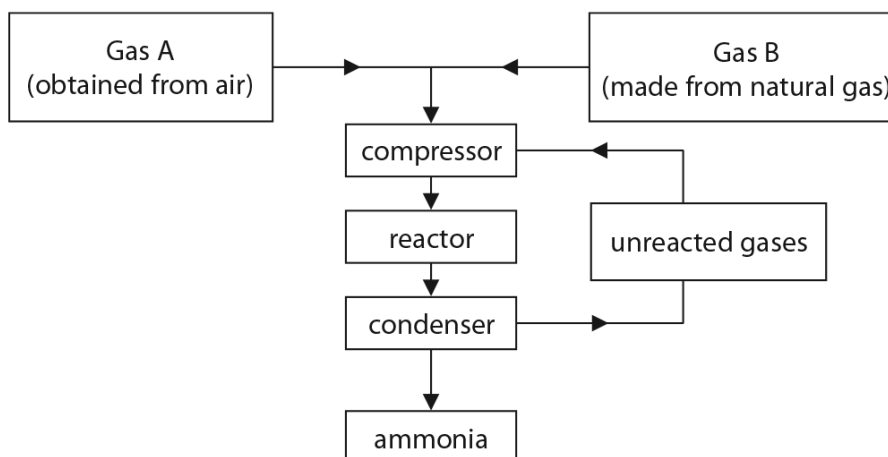 Gas A
(obtained from air)
Gas B
(made from natural gas)
compressor
reactor
unreacted gases
condenser
ammonia